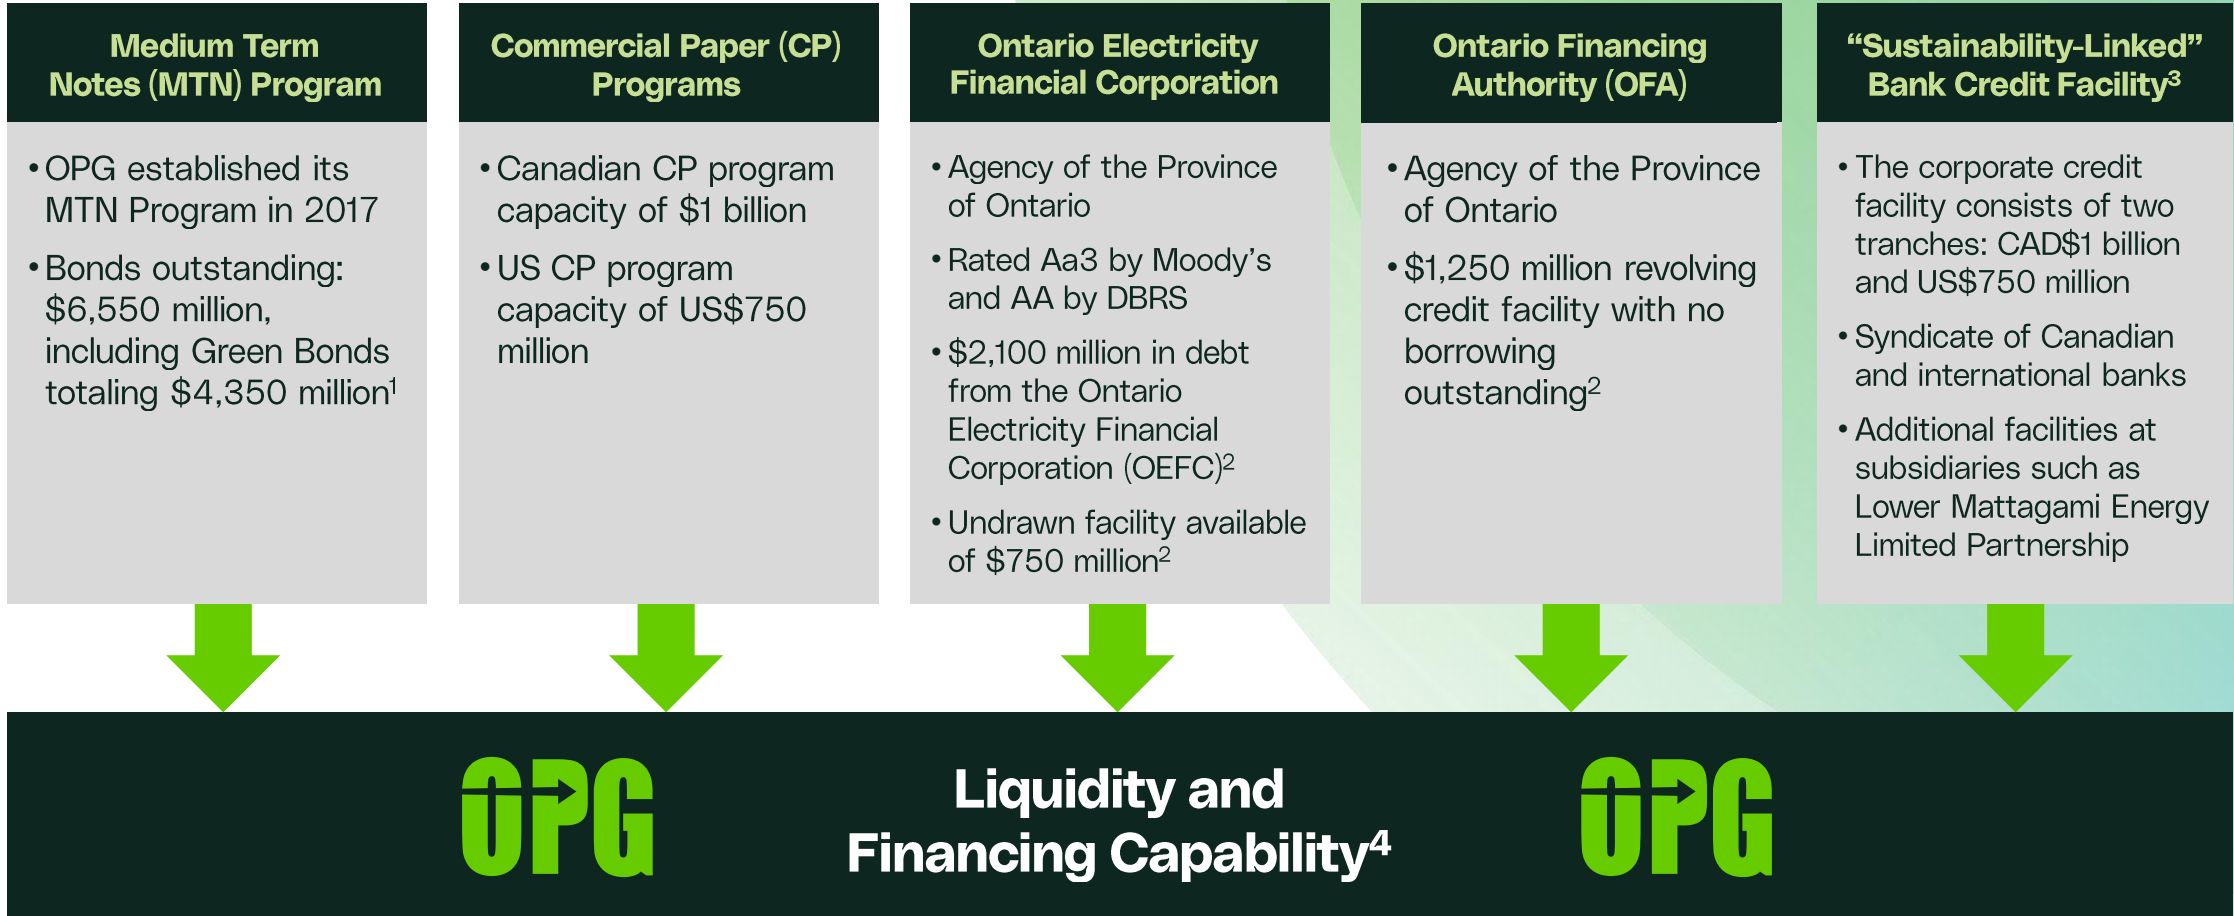 Medium Term
Notes (MTN) Program
• OPG established its
MTN Program in 2017
• Bonds outstanding:
$6,550 million,
including Green Bonds
totaling $4,350 million¹
Commercial Paper (CP)
Programs
• Canadian CP program
capacity of $1 billion
• US CP program
capacity of US$750
million
Ontario Electricity
Financial Corporation
• Agency of the Province
of Ontario
• Rated Aa3 by Moody’s
and AA by DBRS
• $2,100 million in debt
from the Ontario
Electricity Financial
Corporation (OEFC)²
• Undrawn facility available
of $750 million²
Ontario Financing
Authority (OFA)
• Agency of the Province
of Ontario
• $1,250 million revolving
credit facility with no
borrowing
outstanding²
“Sustainability-Linked”
Bank Credit Facility³
• The corporate credit
facility consists of two
tranches: CAD$1 billion
and US$750 million
• Syndicate of Canadian
and international banks
• Additional facilities at
subsidiaries such as
Lower Mattagami Energy
Limited Partnership
OPG
Liquidity and
Financing Capability⁴
OPG